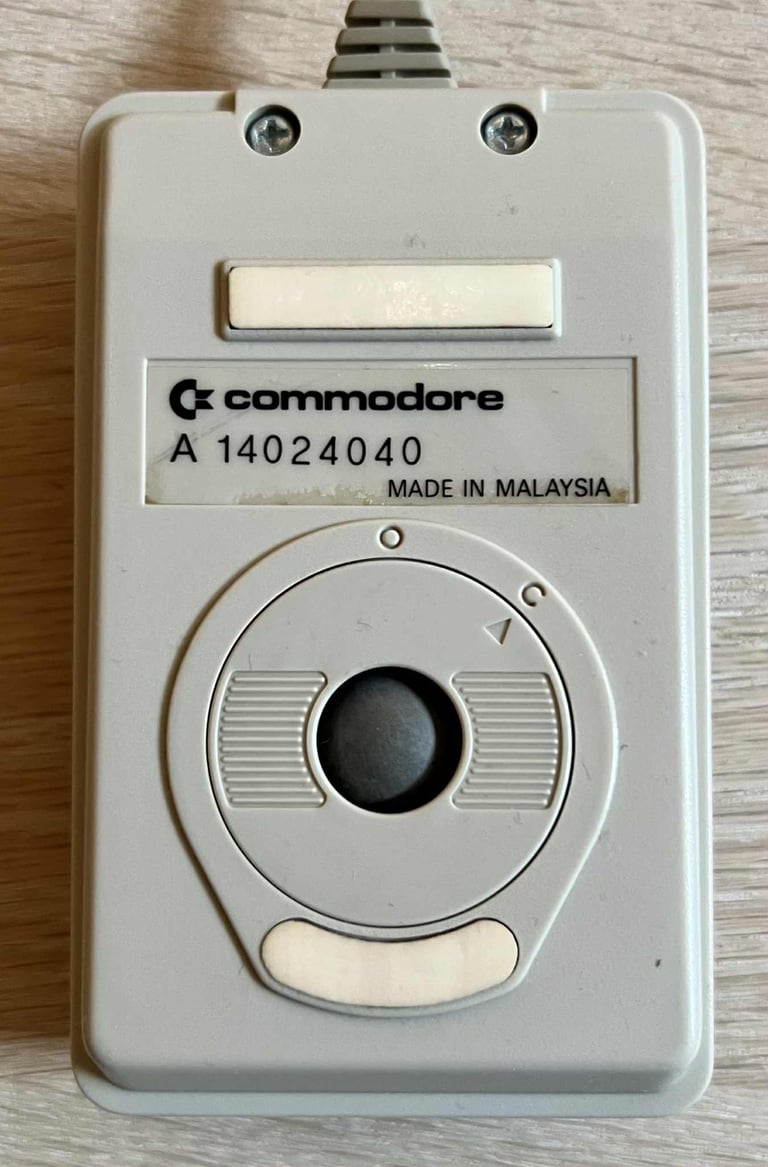 commodore
A 14024040
MADE IN MALAYSIA
O
C